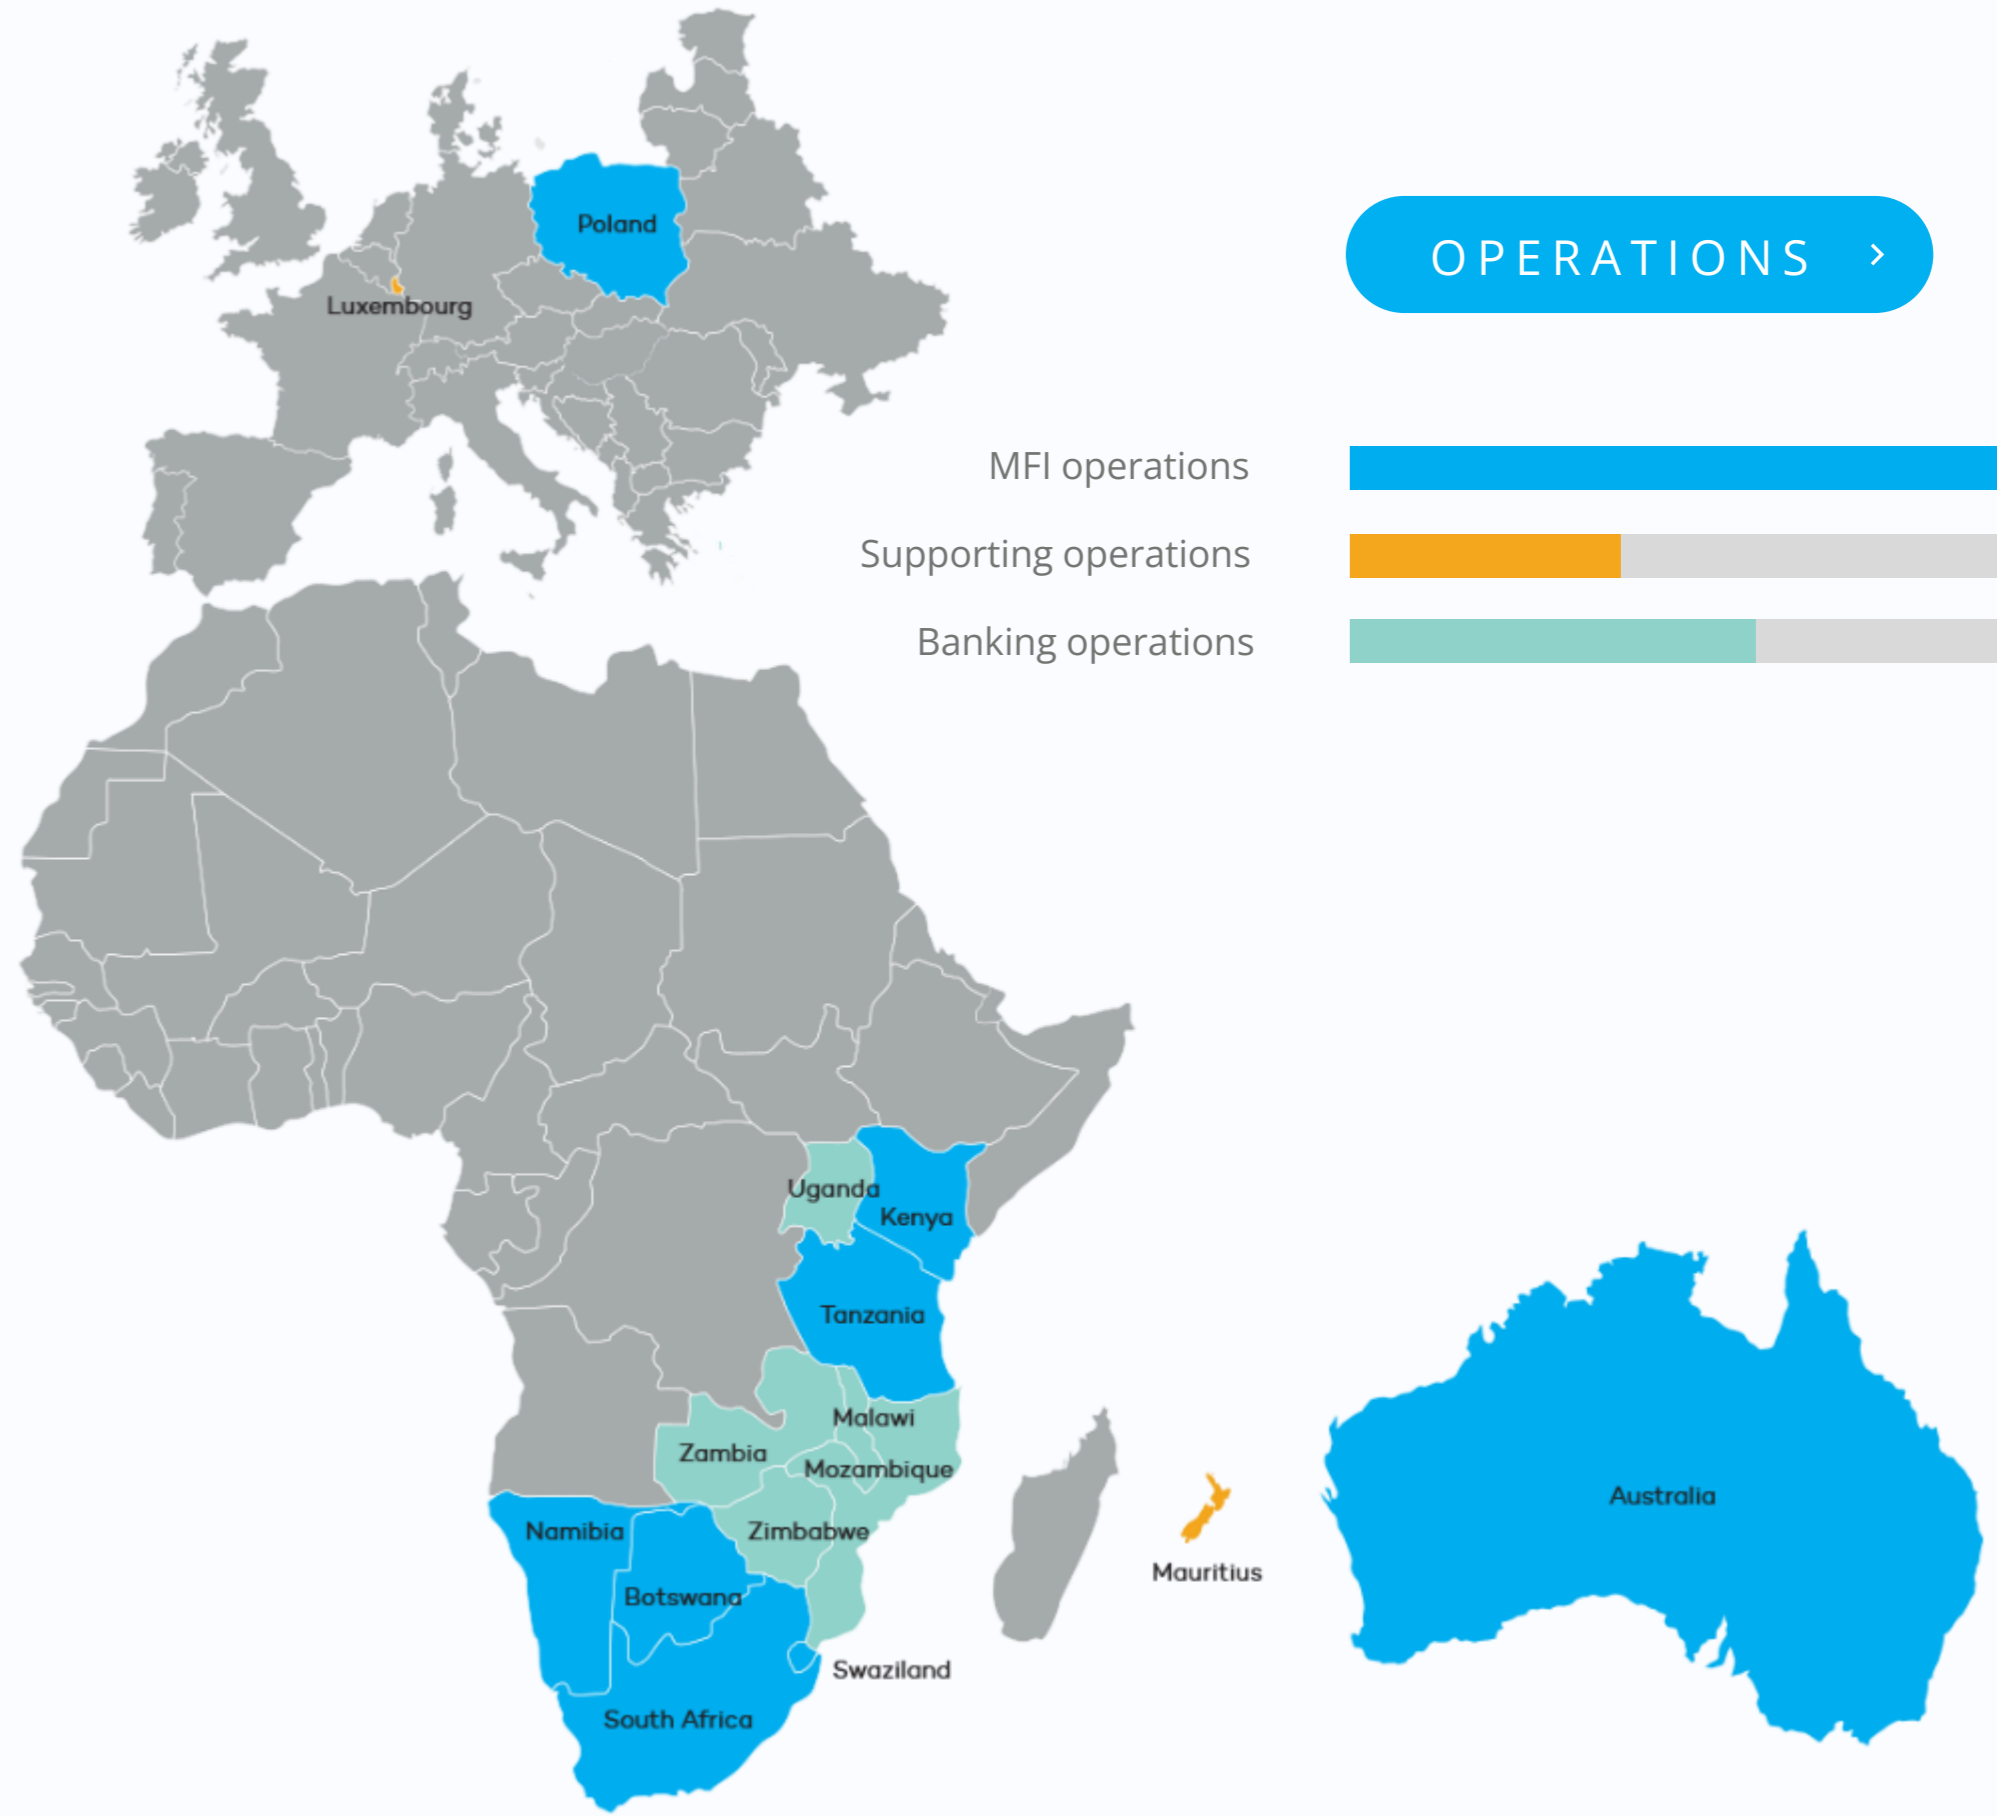 Poland
Luxembourg
OPERATIONS
MFI operations
Supporting operations
Banking operations
Uganda
Kenya
Tanzania
Malawi
Zambia
Mozambique
Namibia
Zimbabwe
Botswana
Swaziland
South Africa
Mauritius
Australia